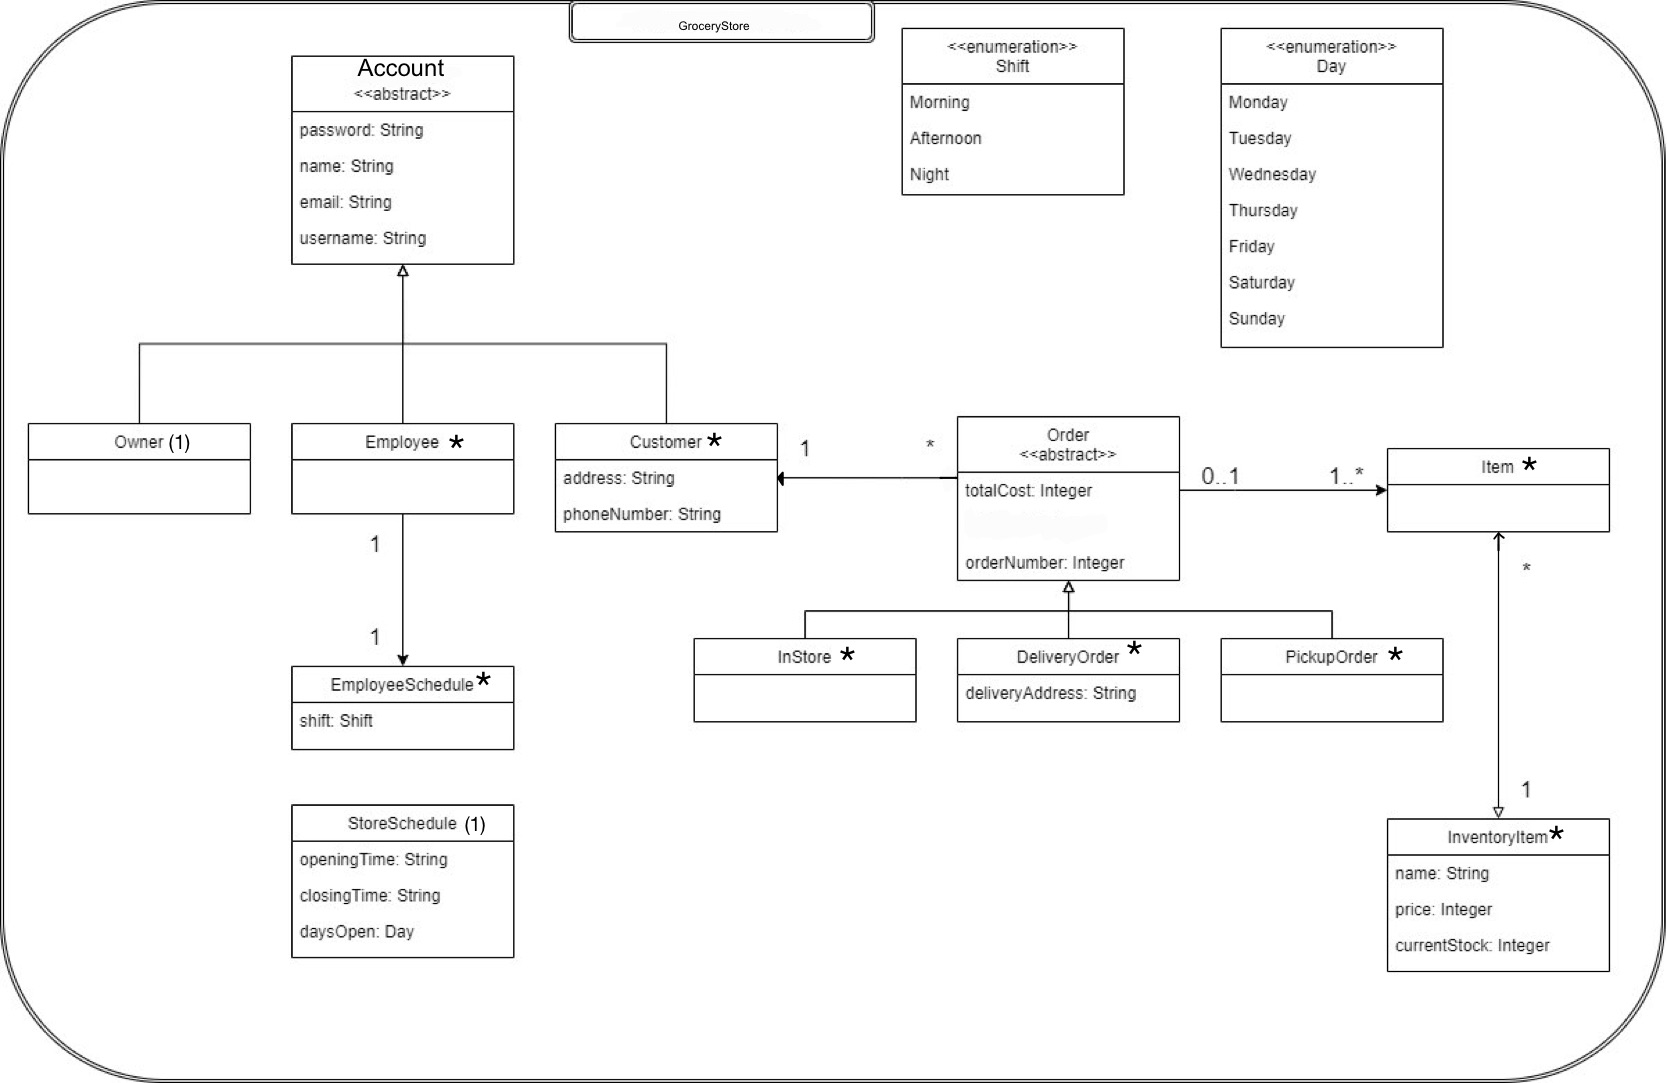 GroceryStore
Account
<<abstract>>
password: String
name: String
email: String
username: String
<<enumeration>>
Shift
Morning
Afternoon
Night
<<enumeration>>
Day
Monday
Tuesday
Wednesday
Thursday
Friday
Saturday
Sunday
Owner (1)
Employee *
Customer *
address: String
phoneNumber: String
1 *
Order
<<abstract>>
totalCost: Integer
orderNumber: Integer
0..1 1..*
Item *
1
1
EmployeeSchedule *
shift: Shift
InStore *
DeliveryOrder *
deliveryAddress: String
PickupOrder *
*
1
StoreSchedule (1)
openingTime: String
closingTime: String
daysOpen: Day
InventoryItem *
name: String
price: Integer
currentStock: Integer